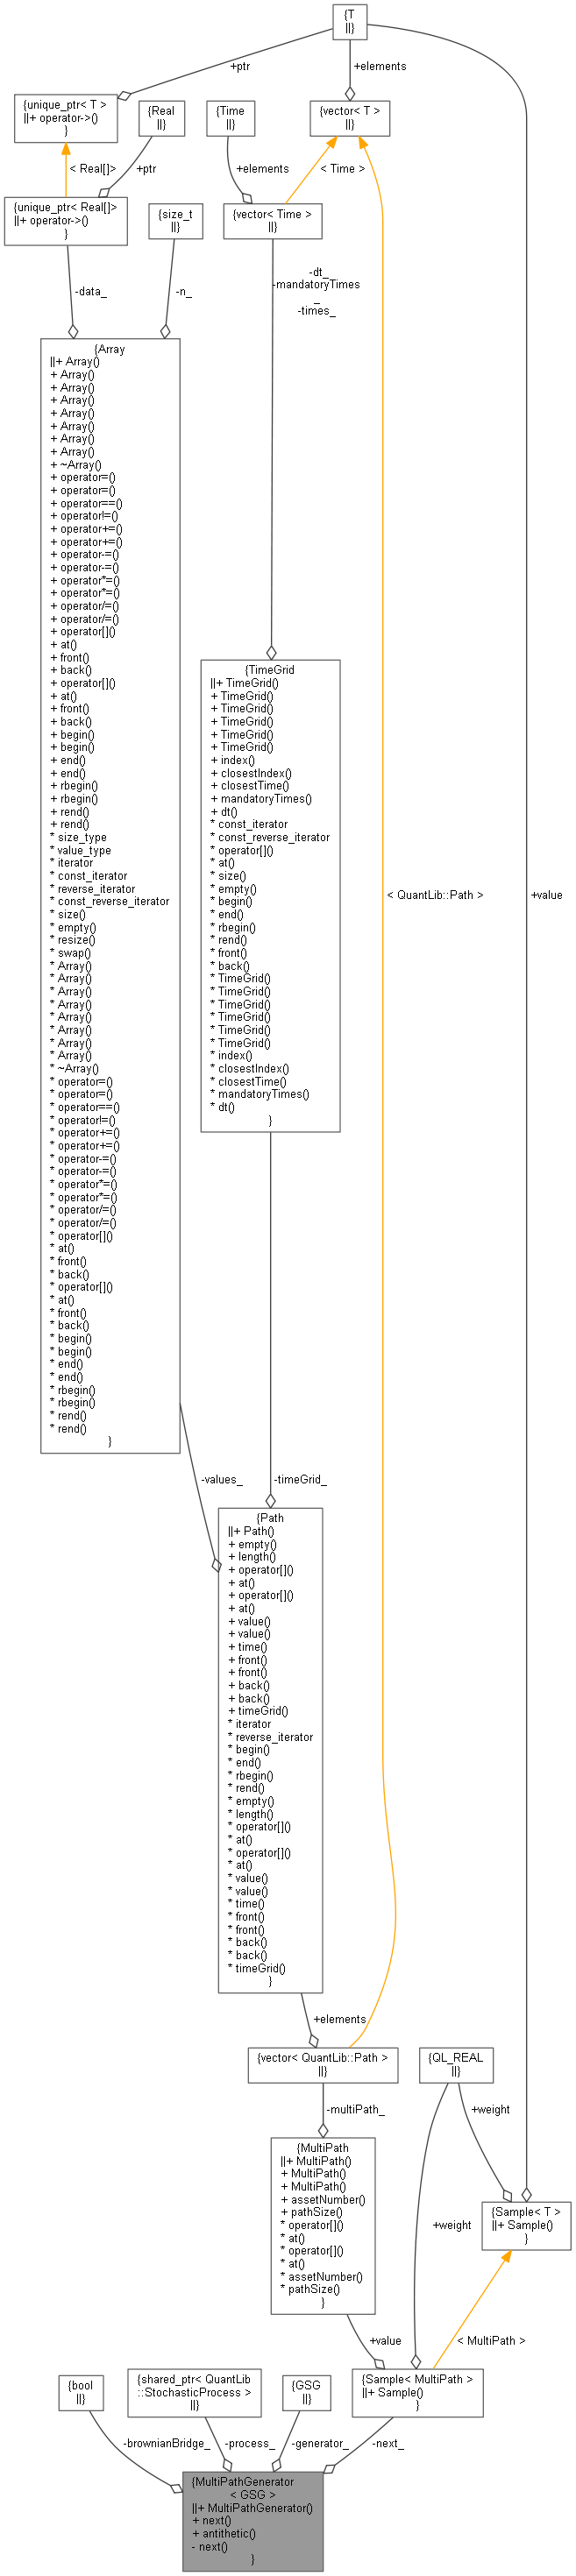 {T
||}
+ptr
+elements
{unique_ptr< T >
||+ operator->()
}
{Real
||}
{Time
||}
{vector< T >
||}
< Real[]>
+ptr
+elements
< Time >
{unique_ptr< Real[]>
||+ operator->()
}
{size_t
||}
{vector< Time >
||}
-data_
-n_
-dt_
-mandatoryTimes
_
-times_
{Array
||+ Array()
+ Array()
+ Array()
+ Array()
+ Array()
+ Array()
+ Array()
+ Array()
+ ~Array()
+ operator=()
+ operator=()
+ operator==()
+ operator!=()
+ operator+=()
+ operator+=()
+ operator-=()
+ operator-=()
+ operator*=()
+ operator*=()
+ operator/=()
+ operator/=()
+ operator[]()
+ at()
+ front()
+ back()
+ operator[]()
+ at()
+ front()
+ back()
+ begin()
+ begin()
+ end()
+ end()
+ rbegin()
+ rbegin()
+ rend()
+ rend()
* size_type
* value_type
* iterator
* const_iterator
* reverse_iterator
* const_reverse_iterator
* size()
* empty()
* resize()
* swap()
* Array()
* Array()
* Array()
* Array()
* Array()
* Array()
* Array()
* Array()
* ~Array()
* operator=()
* operator=()
* operator==()
* operator!=()
* operator+=()
* operator+=()
* operator-=()
* operator-=()
* operator*=()
* operator*=()
* operator/=()
* operator/=()
* operator[]()
* at()
* front()
* back()
* operator[]()
* at()
* front()
* back()
* begin()
* begin()
* end()
* end()
* rbegin()
* rbegin()
* rend()
* rend()
}
{TimeGrid
||+ TimeGrid()
+ TimeGrid()
+ TimeGrid()
+ TimeGrid()
+ TimeGrid()
+ TimeGrid()
+ index()
+ closestIndex()
+ closestTime()
+ mandatoryTimes()
+ dt()
* const_iterator
* const_reverse_iterator
* operator[]()
* at()
* size()
* empty()
* begin()
* end()
* rbegin()
* rend()
* front()
* back()
* TimeGrid()
* TimeGrid()
* TimeGrid()
* TimeGrid()
* TimeGrid()
* TimeGrid()
* index()
* closestIndex()
* closestTime()
* mandatoryTimes()
* dt()
}
< QuantLib::Path >
+value
-values_
-timeGrid_
{Path
||+ Path()
+ empty()
+ length()
+ operator[]()
+ at()
+ operator[]()
+ at()
+ value()
+ value()
+ time()
+ front()
+ front()
+ back()
+ back()
+ timeGrid()
* iterator
* reverse_iterator
* begin()
* end()
* rbegin()
* rend()
* empty()
* length()
* operator[]()
* at()
* operator[]()
* at()
* value()
* value()
* time()
* front()
* front()
* back()
* back()
* timeGrid()
}
+elements
{vector< QuantLib::Path >
||}
{QL_REAL
||}
-multiPath_
+weight
{MultiPath
||+ MultiPath()
+ MultiPath()
+ MultiPath()
+ assetNumber()
+ pathSize()
* operator[]()
* at()
* operator[]()
* at()
* assetNumber()
* pathSize()
}
{Sample< T >
||+ Sample()
}
+weight
+value
< MultiPath >
{bool
||}
{shared_ptr< QuantLib
::StochasticProcess >
||}
{GSG
||}
{Sample< MultiPath >
||+ Sample()
}
-brownianBridge_
-process_
-generator_
-next_
{MultiPathGenerator
< GSG >
||+ MultiPathGenerator()
+ next()
+ antithetic()
- next()
}